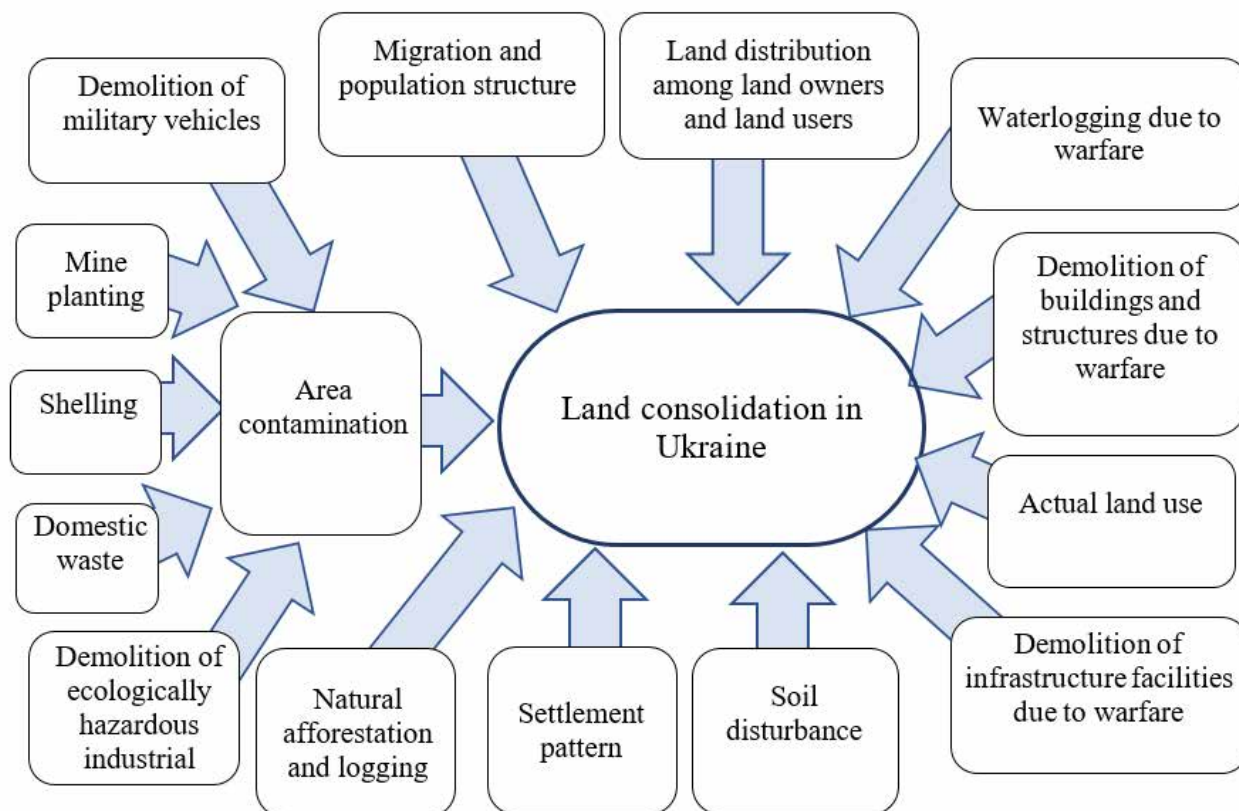 Demolition of
military vehicles
Migration and
population structure
Land distribution
among land owners
and land users
Waterlogging due to
warfare
Mine
planting
Demolition of
buildings and
structures due to
warfare
Shelling
Area
contamination
Land consolidation in
Ukraine
Actual land use
Domestic
waste
Demolition of
ecologically
hazardous
industrial
Natural
afforestation
and logging
Settlement
pattern
Soil
disturbance
Demolition of
infrastructure facilities
due to warfare